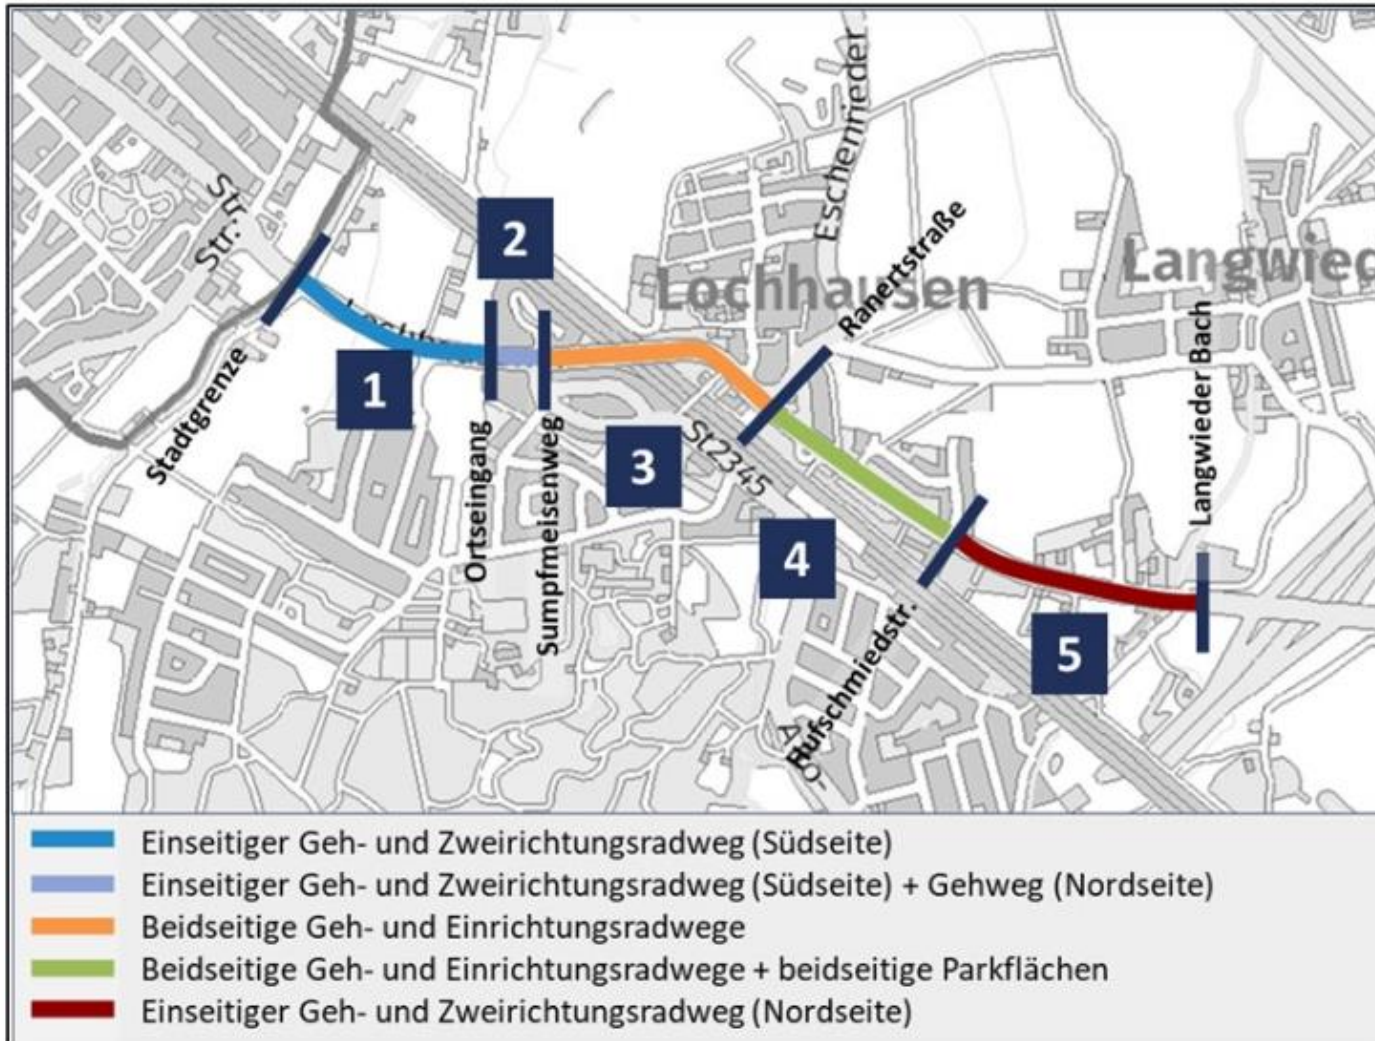 Str.
Str.
Eschenrieder
2
Lochhausen
Ranertstraße
Langwied
Stadtgrenze
1
Ortseingang
Sumpfmeisenweg
3
St2345
4
Langwieder Bach
Hufschmiedstr.
5
Einseitiger Geh- und Zweirichtungsradweg (Südseite)
Einseitiger Geh- und Zweirichtungsradweg (Südseite) + Gehweg (Nordseite)
Beidseitige Geh- und Einrichtungsradwege
Beidseitige Geh- und Einrichtungsradwege + beidseitige Parkflächen
Einseitiger Geh- und Zweirichtungsradweg (Nordseite)